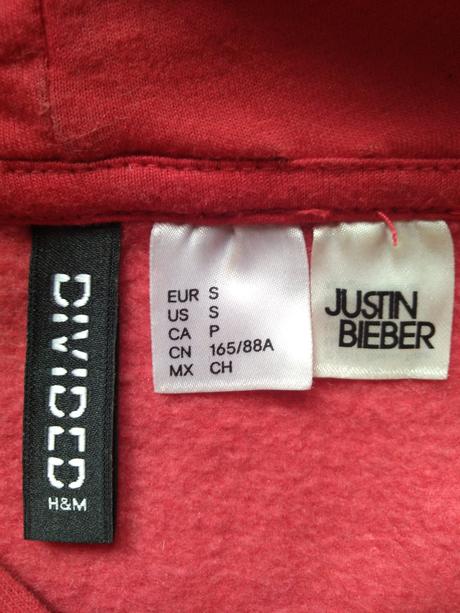 DIVIDED
H&M
EUR S
US S
CA P
CN 165/88A
MX CH
JUSTIN
BIEBER